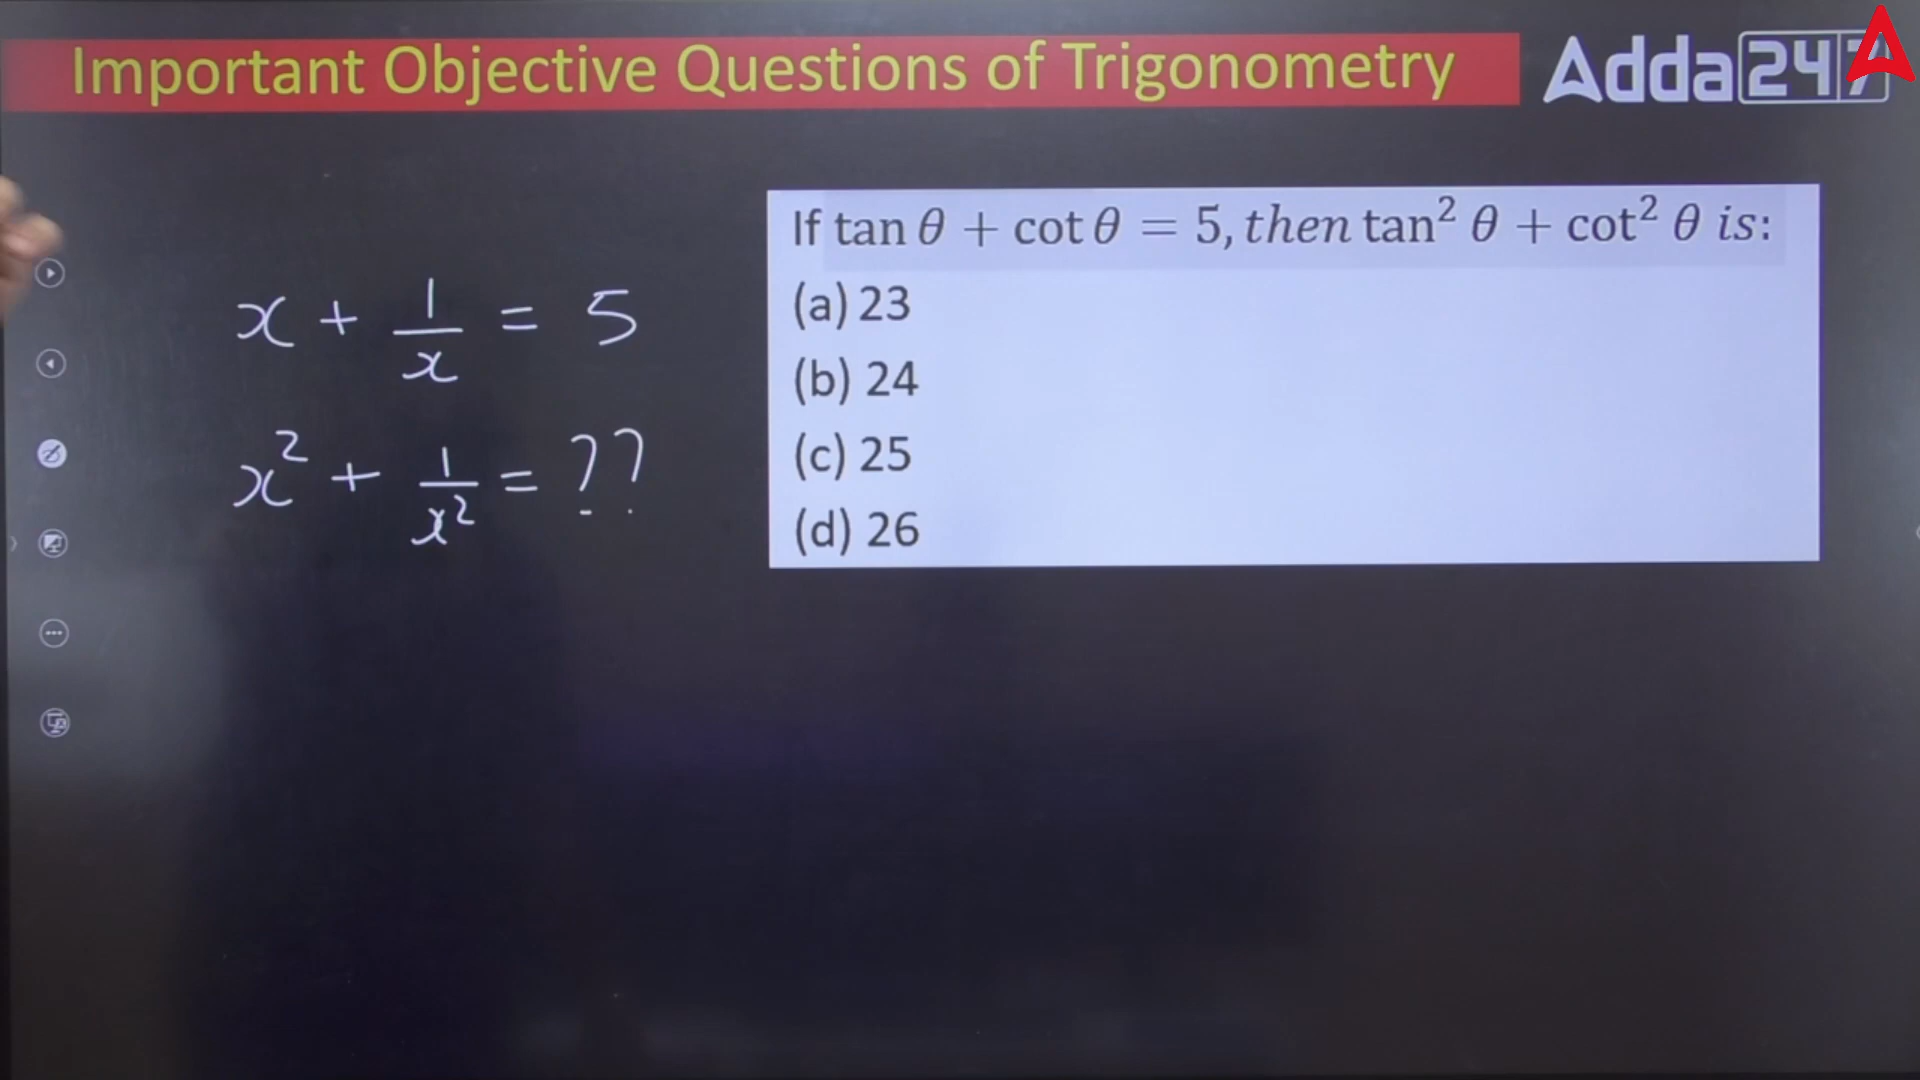 Important Objective Questions of Trigonometry
Adda247
x + 1/x = 5
x² + 1/x² = ??
If tan θ + cot θ = 5, then tan² θ + cot² θ is:
(a) 23
(b) 24
(c) 25
(d) 26